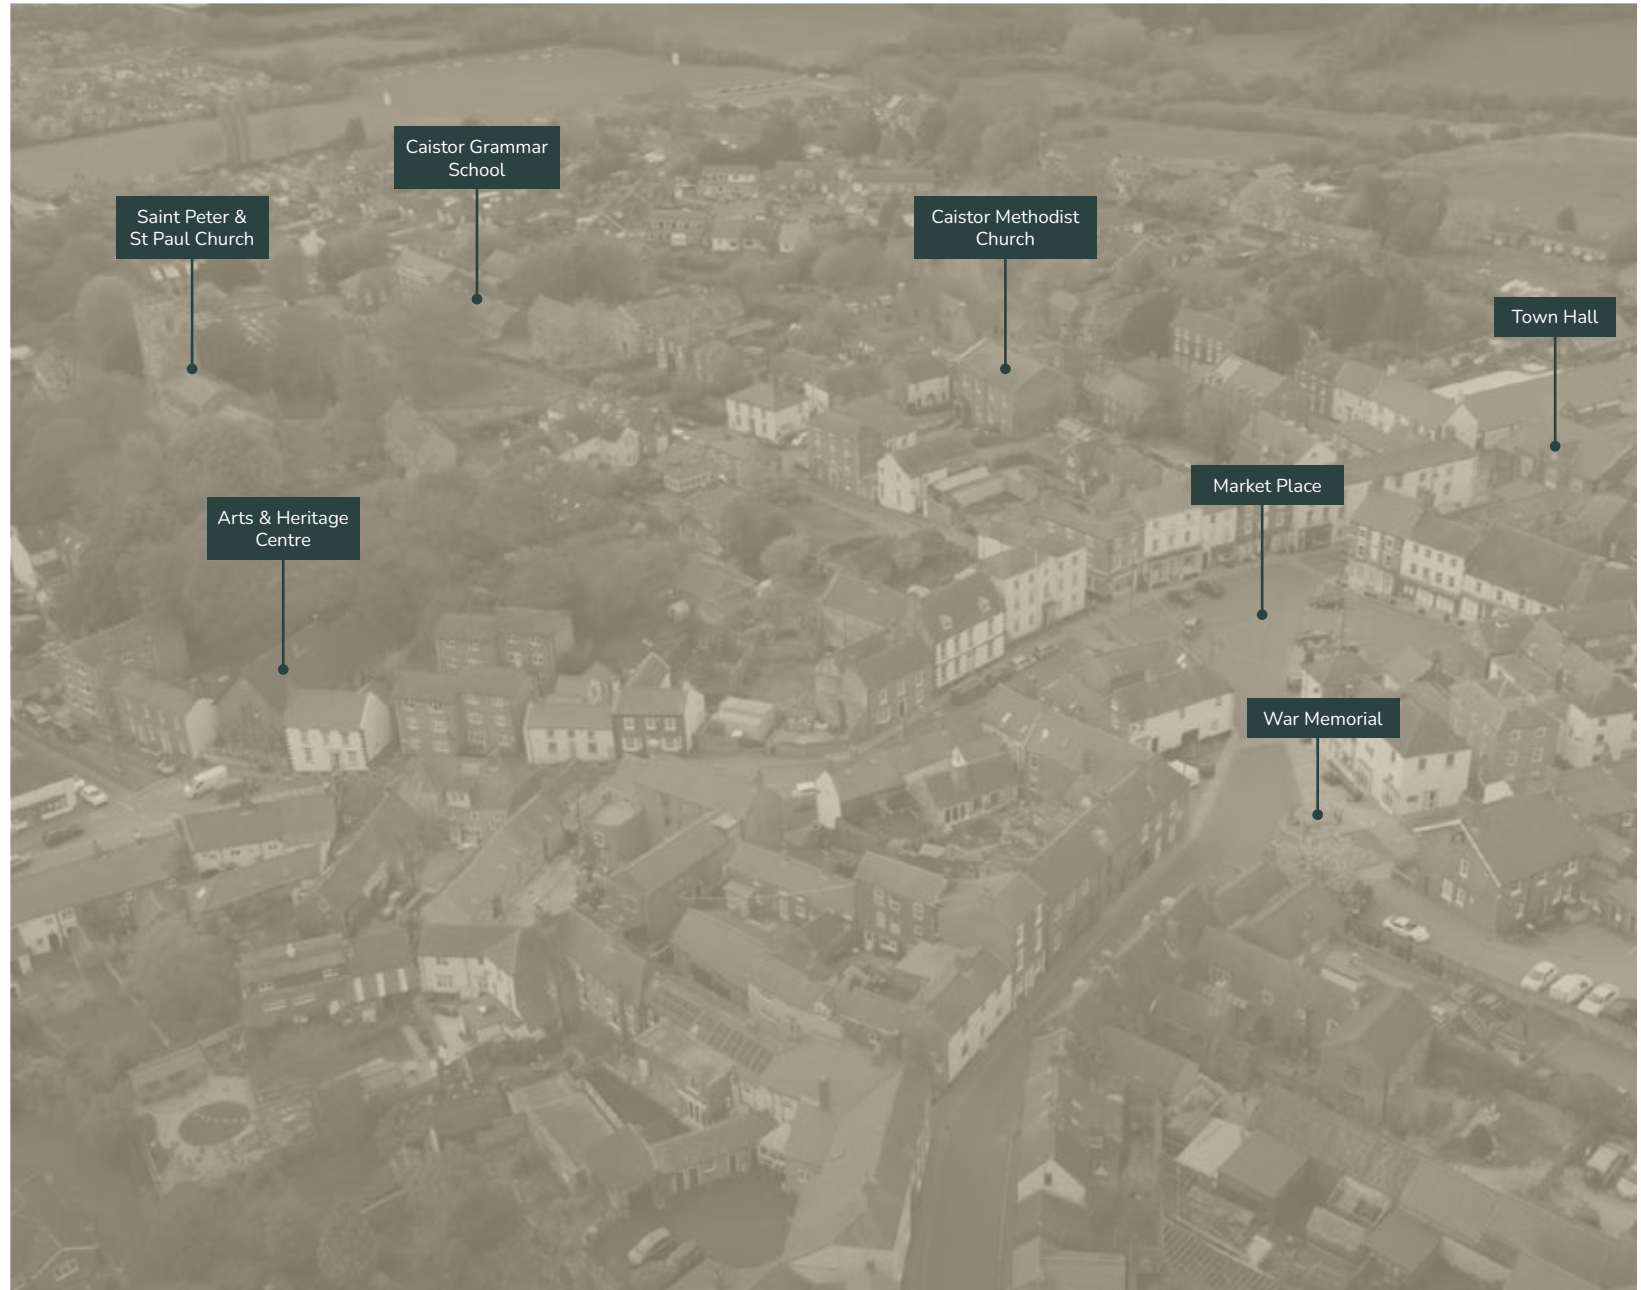 Caistor Grammar
School
Saint Peter &
St Paul Church
Caistor Methodist
Church
Town Hall
Market Place
Arts & Heritage
Centre
War Memorial